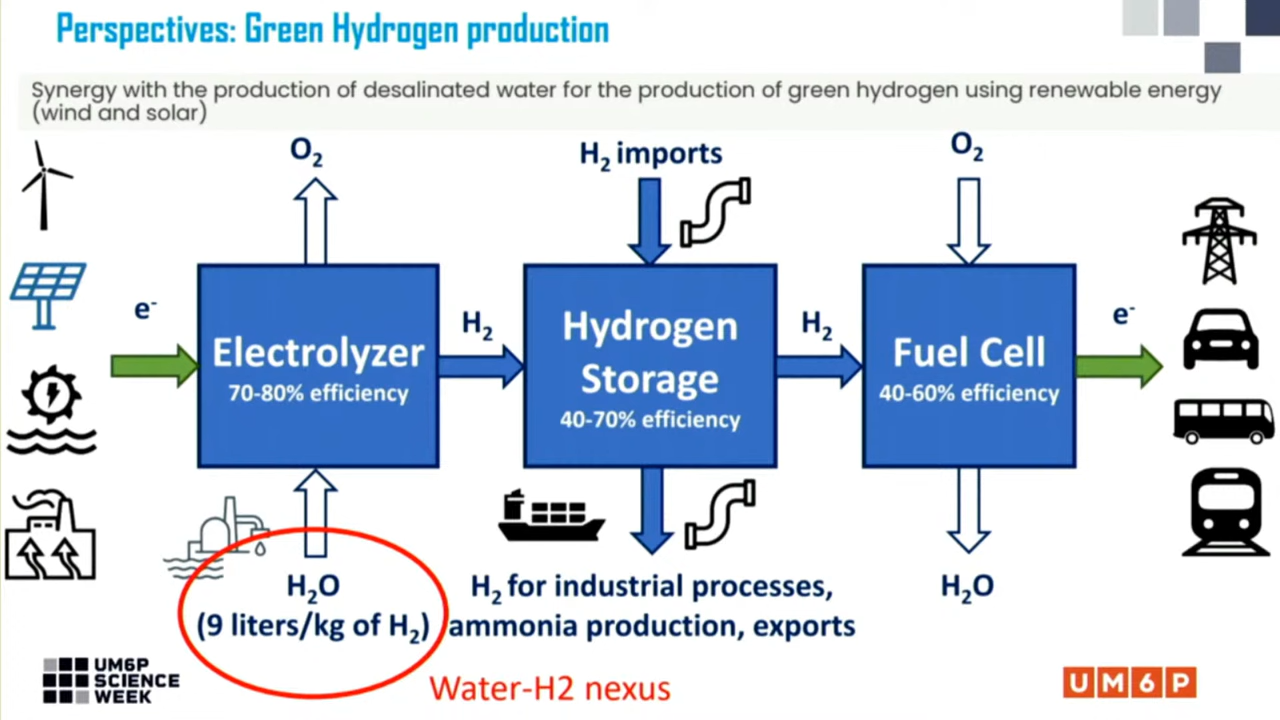 Perspectives: Green Hydrogen production
Synergy with the production of desalinated water for the production of green hydrogen using renewable energy
(wind and solar)
O₂
H₂ imports
O₂
e⁻
Electrolyzer
70-80% efficiency
H₂
Hydrogen
Storage
40-70% efficiency
H₂
Fuel Cell
40-60% efficiency
e⁻
H₂O
(9 liters/kg of H₂)
H₂ for industrial processes,
ammonia production, exports
H₂O
Water-H2 nexus
UM6P
SCIENCE
WEEK
UM6P